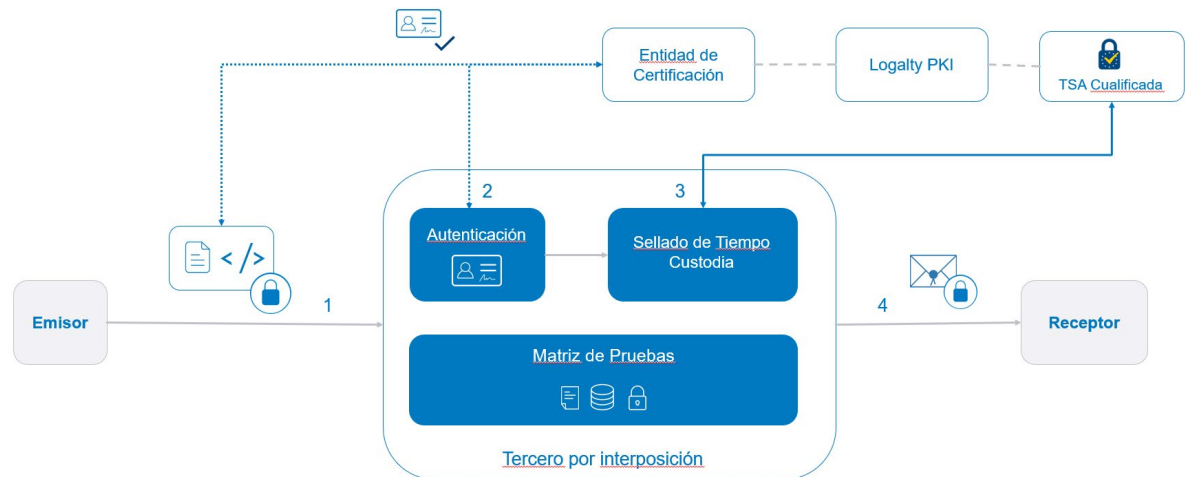 Entidad de
Certificación
Logalty PKI
TSA Cualificada
2
3
Autenticación
Sellado de Tiempo
Custodia
</>
Emisor
1
4
Receptor
Matriz de Pruebas
Tercero por interposición